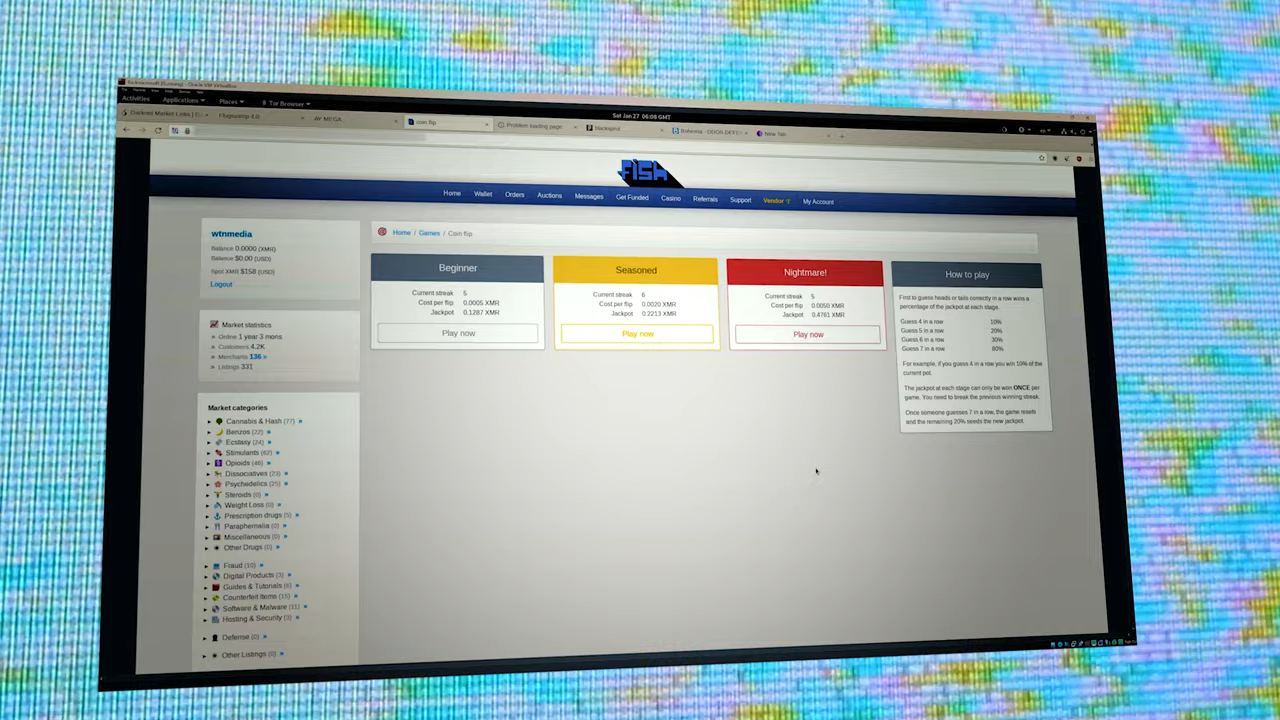 Activities Applications Places Tor Browser
Sat Jan 27 06:08 GMT
Darknet Market Links
AY MEGA
coin flip
Problem loading page
New Tab
FiSH
Home Wallet Orders Auctions Messages Get Funded Casino Referrals Support Vendor My Account
wtnmedia
Balance 0.0000 (XMR)
Balance $0.00 (USD)
Spot XMR $158 (USD)
Logout
Market statistics
» Online 1 year 3 mons
» Customers 4.2K
» Merchants 136 »
» Listings 331
Market categories
Cannabis & Hash (77) »
Benzos (22) »
Ecstasy (24) »
Stimulants (62) »
Opioids (46) »
Dissociatives (23) »
Psychedelics (25) »
Steroids (0) »
Weight Loss (0) »
Prescription drugs (5) »
Paraphernalia (0) »
Miscellaneous (0) »
Other Drugs (0) »
Fraud (10) »
Digital Products (3) »
Guides & Tutorials (6) »
Counterfeit Items (15) »
Software & Malware (11) »
Hosting & Security (3) »
Defense (0) »
Other Listings (0) »
Home / Games / Coin flip
Beginner
Current streak 5
Cost per flip 0.0005 XMR
Jackpot 0.1287 XMR
Play now
Seasoned
Current streak 6
Cost per flip 0.0020 XMR
Jackpot 0.2213 XMR
Play now
Nightmare!
Current streak 5
Cost per flip 0.0050 XMR
Jackpot 0.4761 XMR
Play now
How to play
First to guess heads or tails correctly in a row wins a
percentage of the jackpot at each stage.
Guess 4 in a row 10%
Guess 5 in a row 20%
Guess 6 in a row 30%
Guess 7 in a row 80%
For example, if you guess 4 in a row you win 10% of the
current pot.
The jackpot at each stage can only be won ONCE per
game. You need to break the previous winning streak.
Once someone guesses 7 in a row, the game resets
and the remaining 20% seeds the new jackpot.